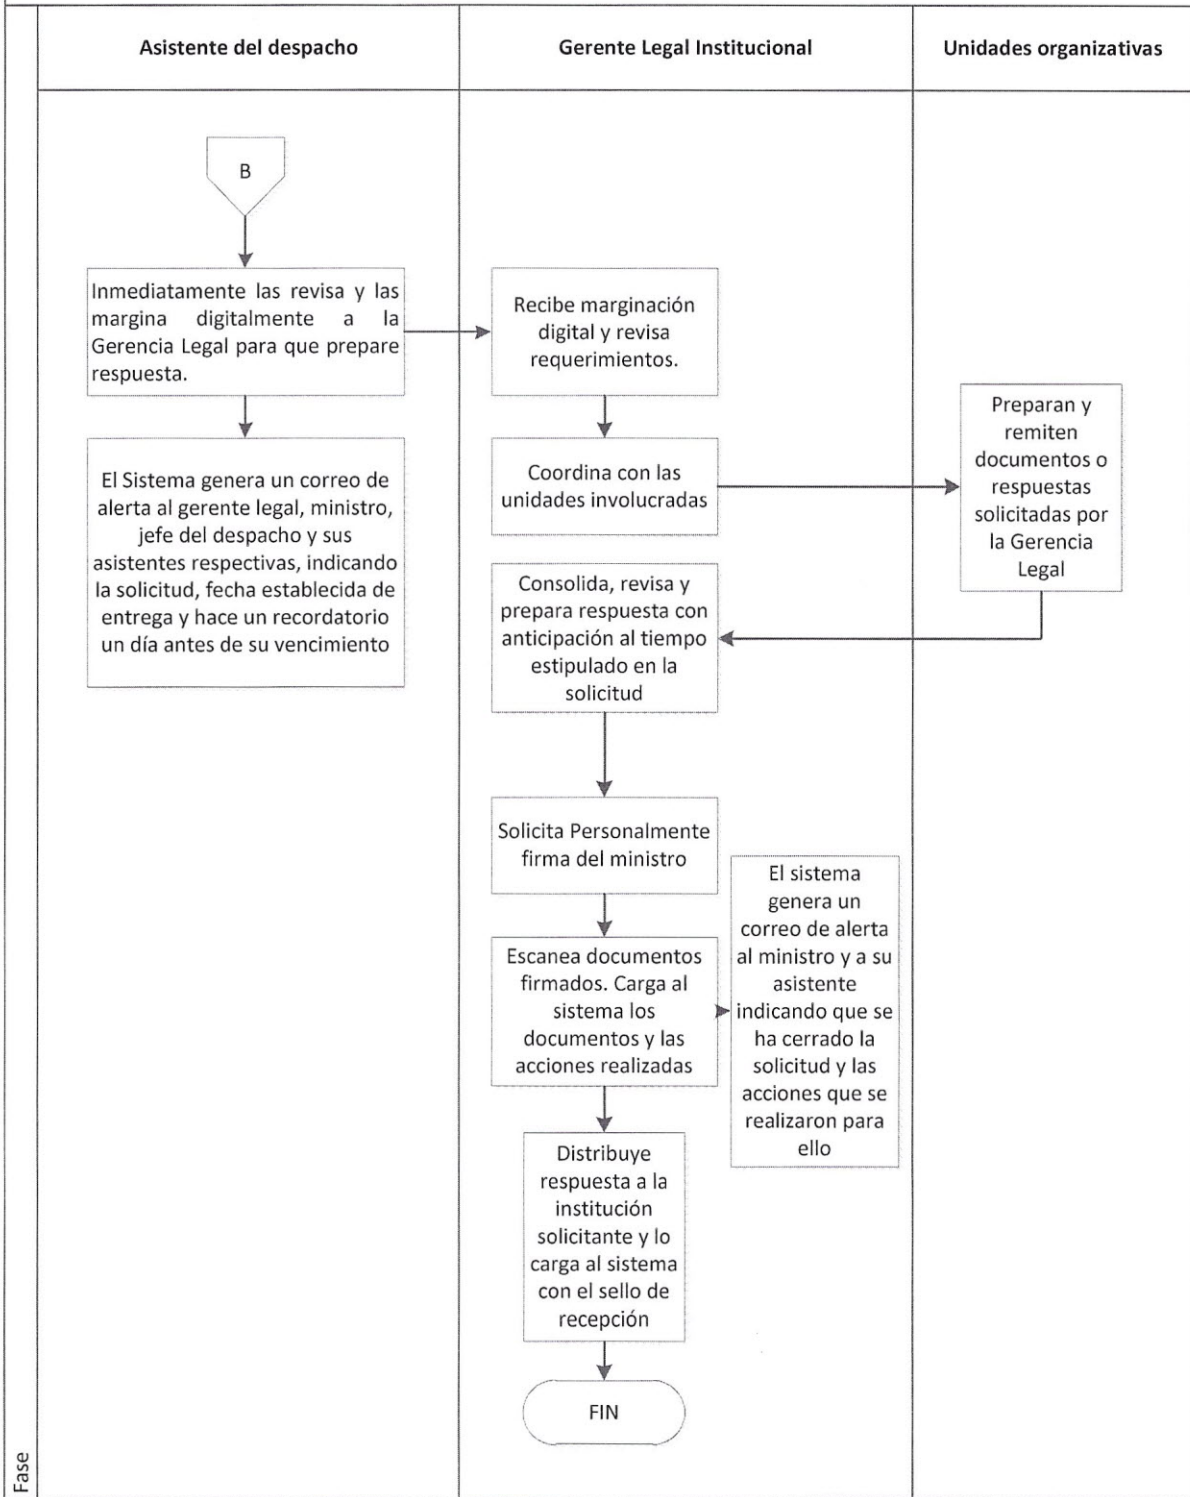 Asistente del despacho
Gerente Legal Institucional
Unidades organizativas
B
Inmediatamente las revisa y las
margina digitalmente a la
Gerencia Legal para que prepare
respuesta.
El Sistema genera un correo de
alerta al gerente legal, ministro,
jefe del despacho y sus
asistentes respectivas, indicando
la solicitud, fecha establecida de
entrega y hace un recordatorio
un día antes de su vencimiento
Recibe marginación
digital y revisa
requerimientos.
Coordina con las
unidades involucradas
Preparan y
remiten
documentos o
respuestas
solicitadas por
la Gerencia
Legal
Consolida, revisa y
prepara respuesta con
anticipación al tiempo
estipulado en la
solicitud
Solicita Personalmente
firma del ministro
Escanea documentos
firmados. Carga al
sistema los
documentos y las
acciones realizadas
El sistema
genera un
correo de alerta
al ministro y a su
asistente
indicando que se
ha cerrado la
solicitud y las
acciones que se
realizaron para
ello
Distribuye
respuesta a la
institución
solicitante y lo
carga al sistema
con el sello de
recepción
FIN
Fase